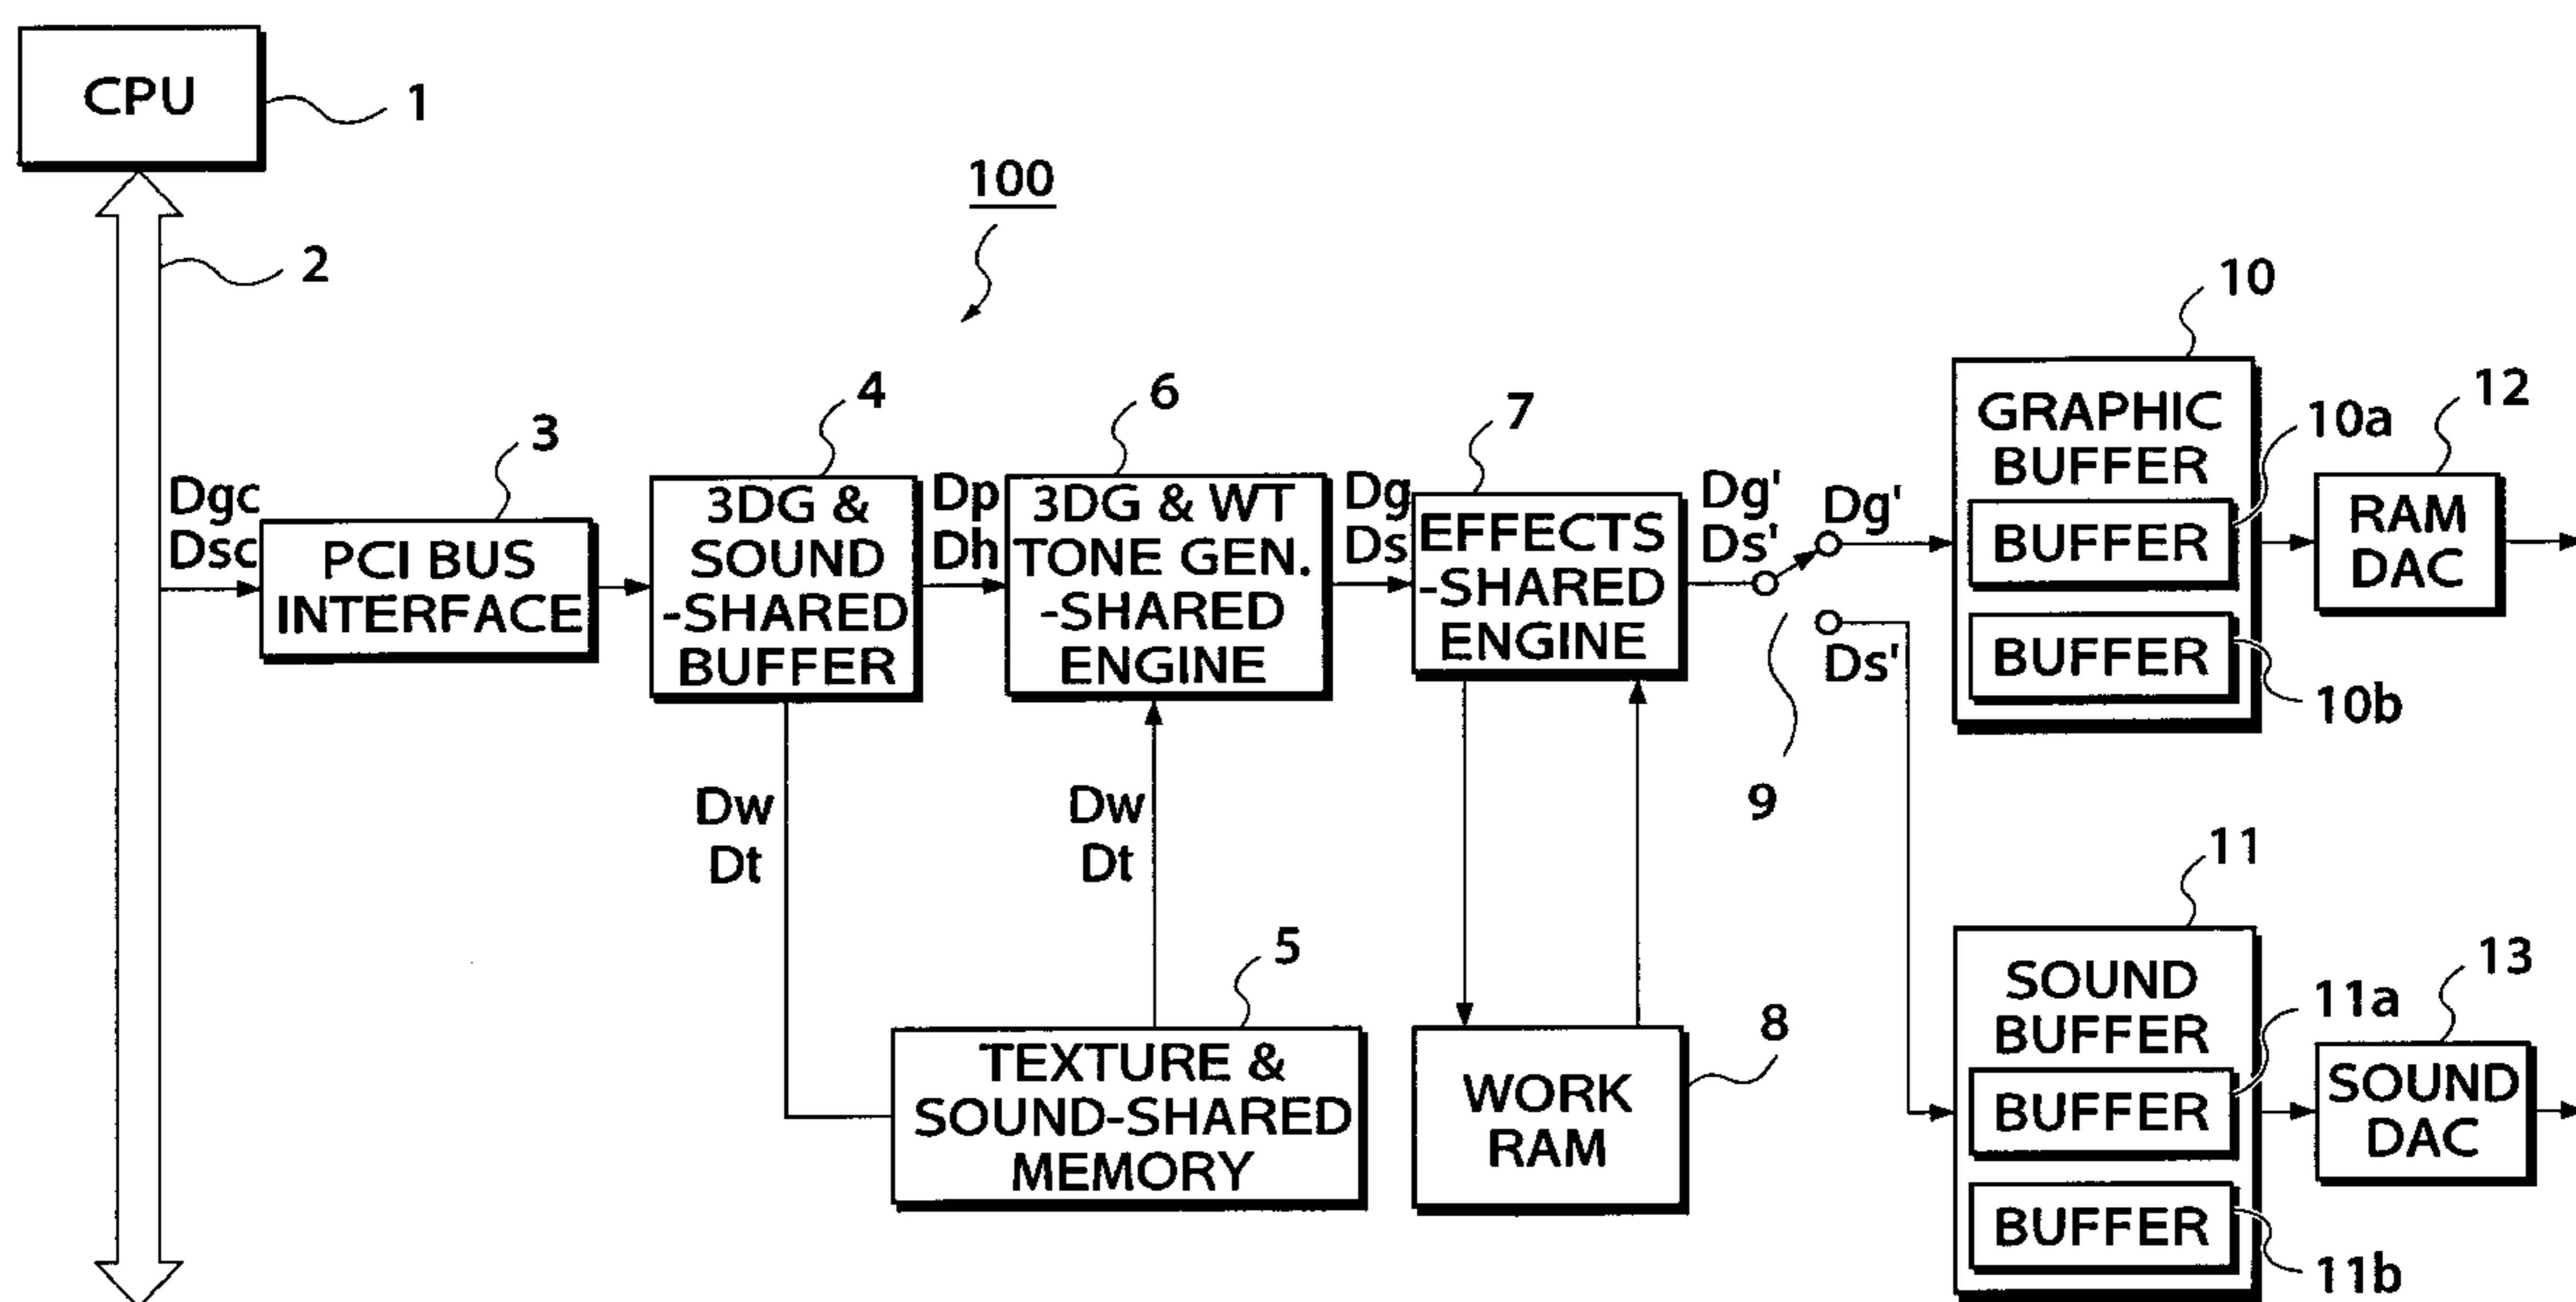 CPU
1
2
100
Dgc
Dsc
3
PCI BUS
INTERFACE
4
3DG &
SOUND
-SHARED
BUFFER
Dp
Dh
6
3DG & WT
TONE GEN.
-SHARED
ENGINE
Dg
Ds
7
EFFECTS
-SHARED
ENGINE
Dg'
Ds'
Dg'
Ds'
9
10
GRAPHIC
BUFFER
10a
BUFFER
BUFFER
10b
12
RAM
DAC
Dw
Dt
Dw
Dt
5
TEXTURE &
SOUND-SHARED
MEMORY
8
WORK
RAM
11
SOUND
BUFFER
11a
BUFFER
BUFFER
11b
13
SOUND
DAC